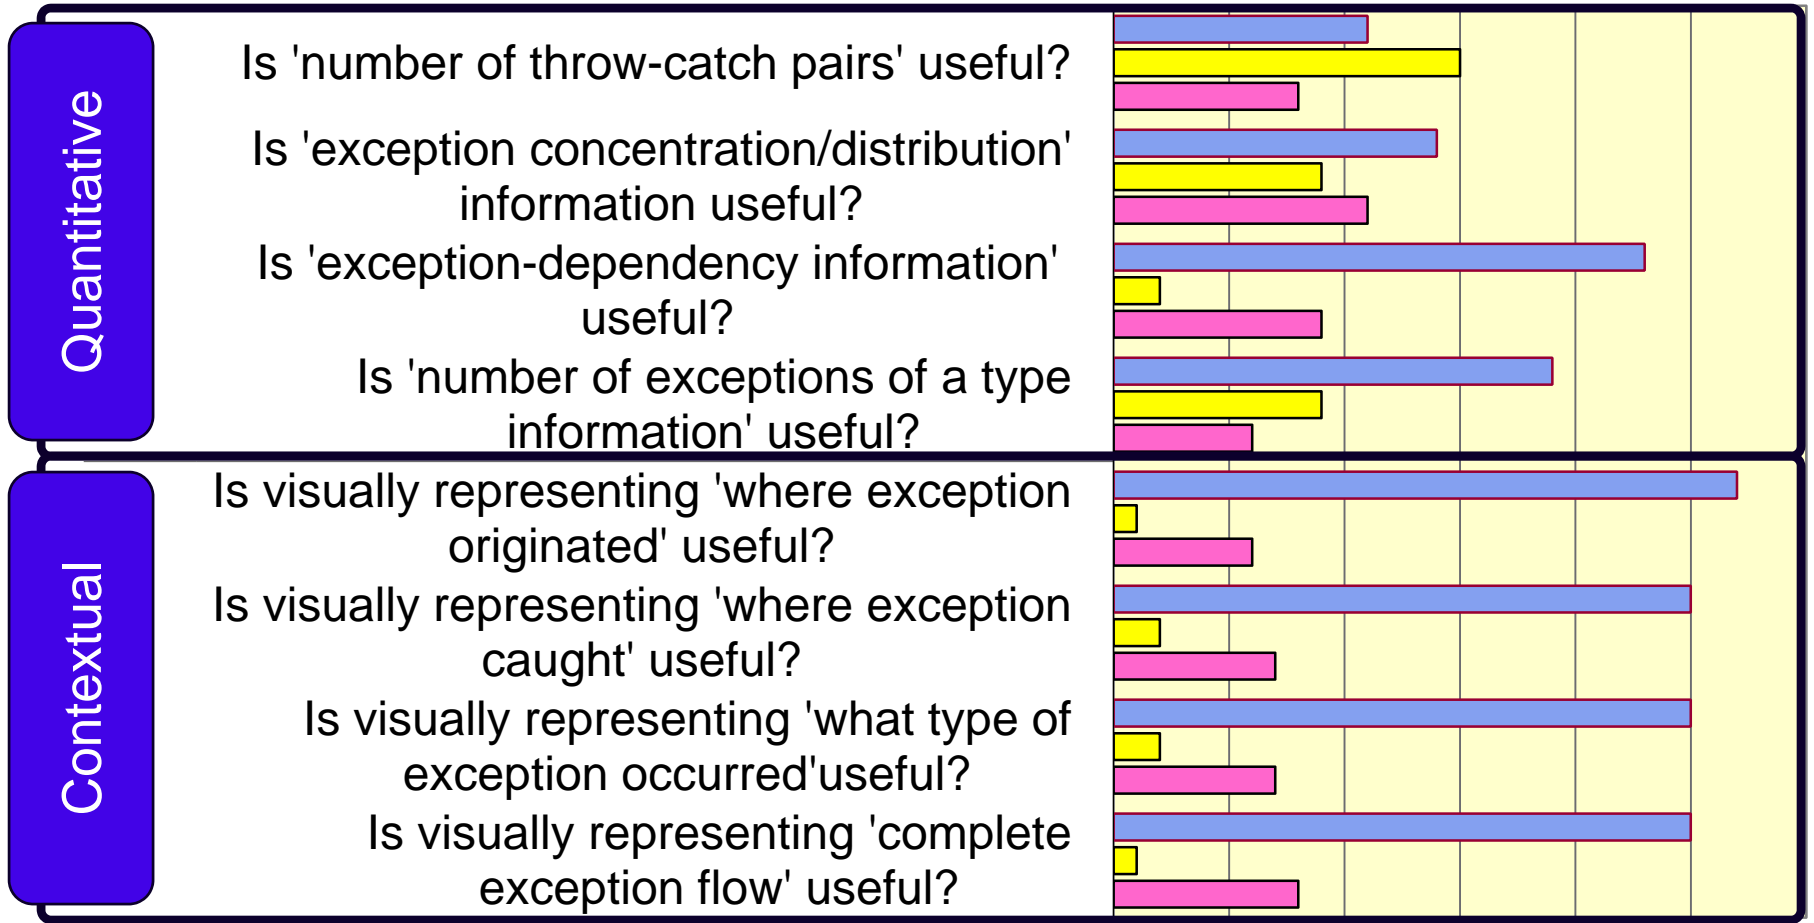 Quantitative
Is 'number of throw-catch pairs' useful?
Is 'exception concentration/distribution'
information useful?
Is 'exception-dependency information'
useful?
Is 'number of exceptions of a type
information' useful?
Contextual
Is visually representing 'where exception
originated' useful?
Is visually representing 'where exception
caught' useful?
Is visually representing 'what type of
exception occurred'useful?
Is visually representing 'complete
exception flow' useful?